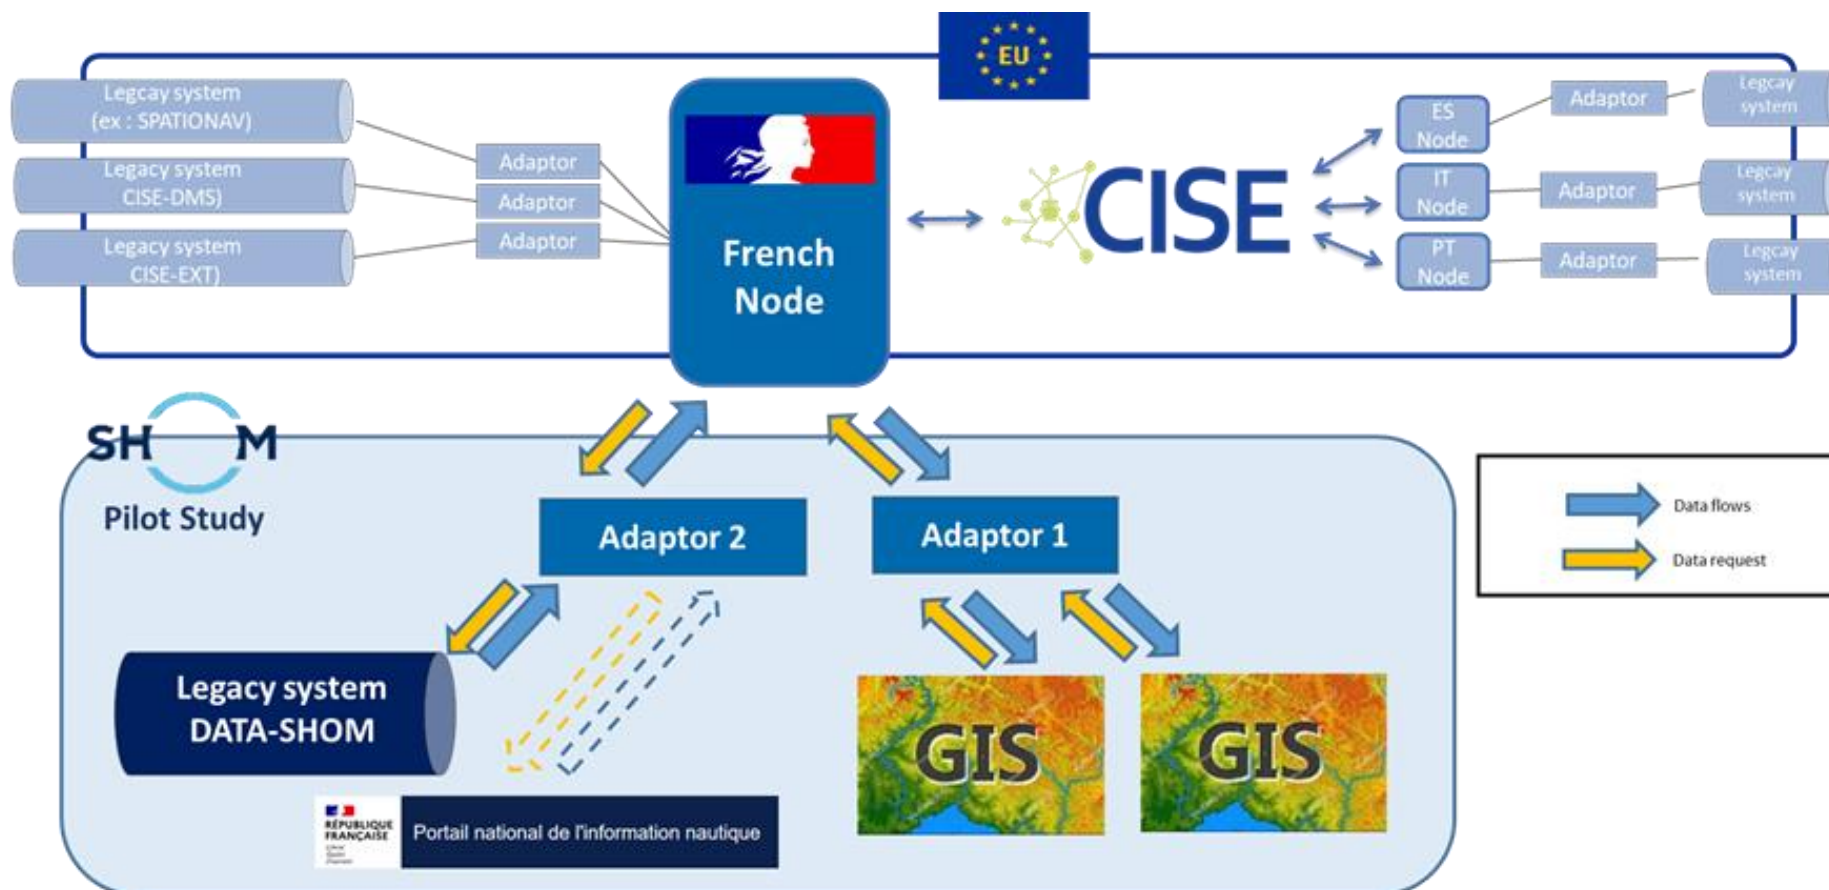 EU
Legcay system
(ex : SPATIONAV)
Legacy system
CISE-DMS)
Legacy system
CISE-EXT)
Adaptor
Adaptor
Adaptor
French
Node
CISE
ES
Node
IT
Node
PT
Node
Adaptor
Adaptor
Adaptor
Legcay
system
Legcay
system
Legcay
system
SHOM
Pilot Study
Adaptor 2
Adaptor 1
Data flows
Data request
Legacy system
DATA-SHOM
GIS
GIS
RÉPUBLIQUE
FRANÇAISE
Portail national de l'information nautique